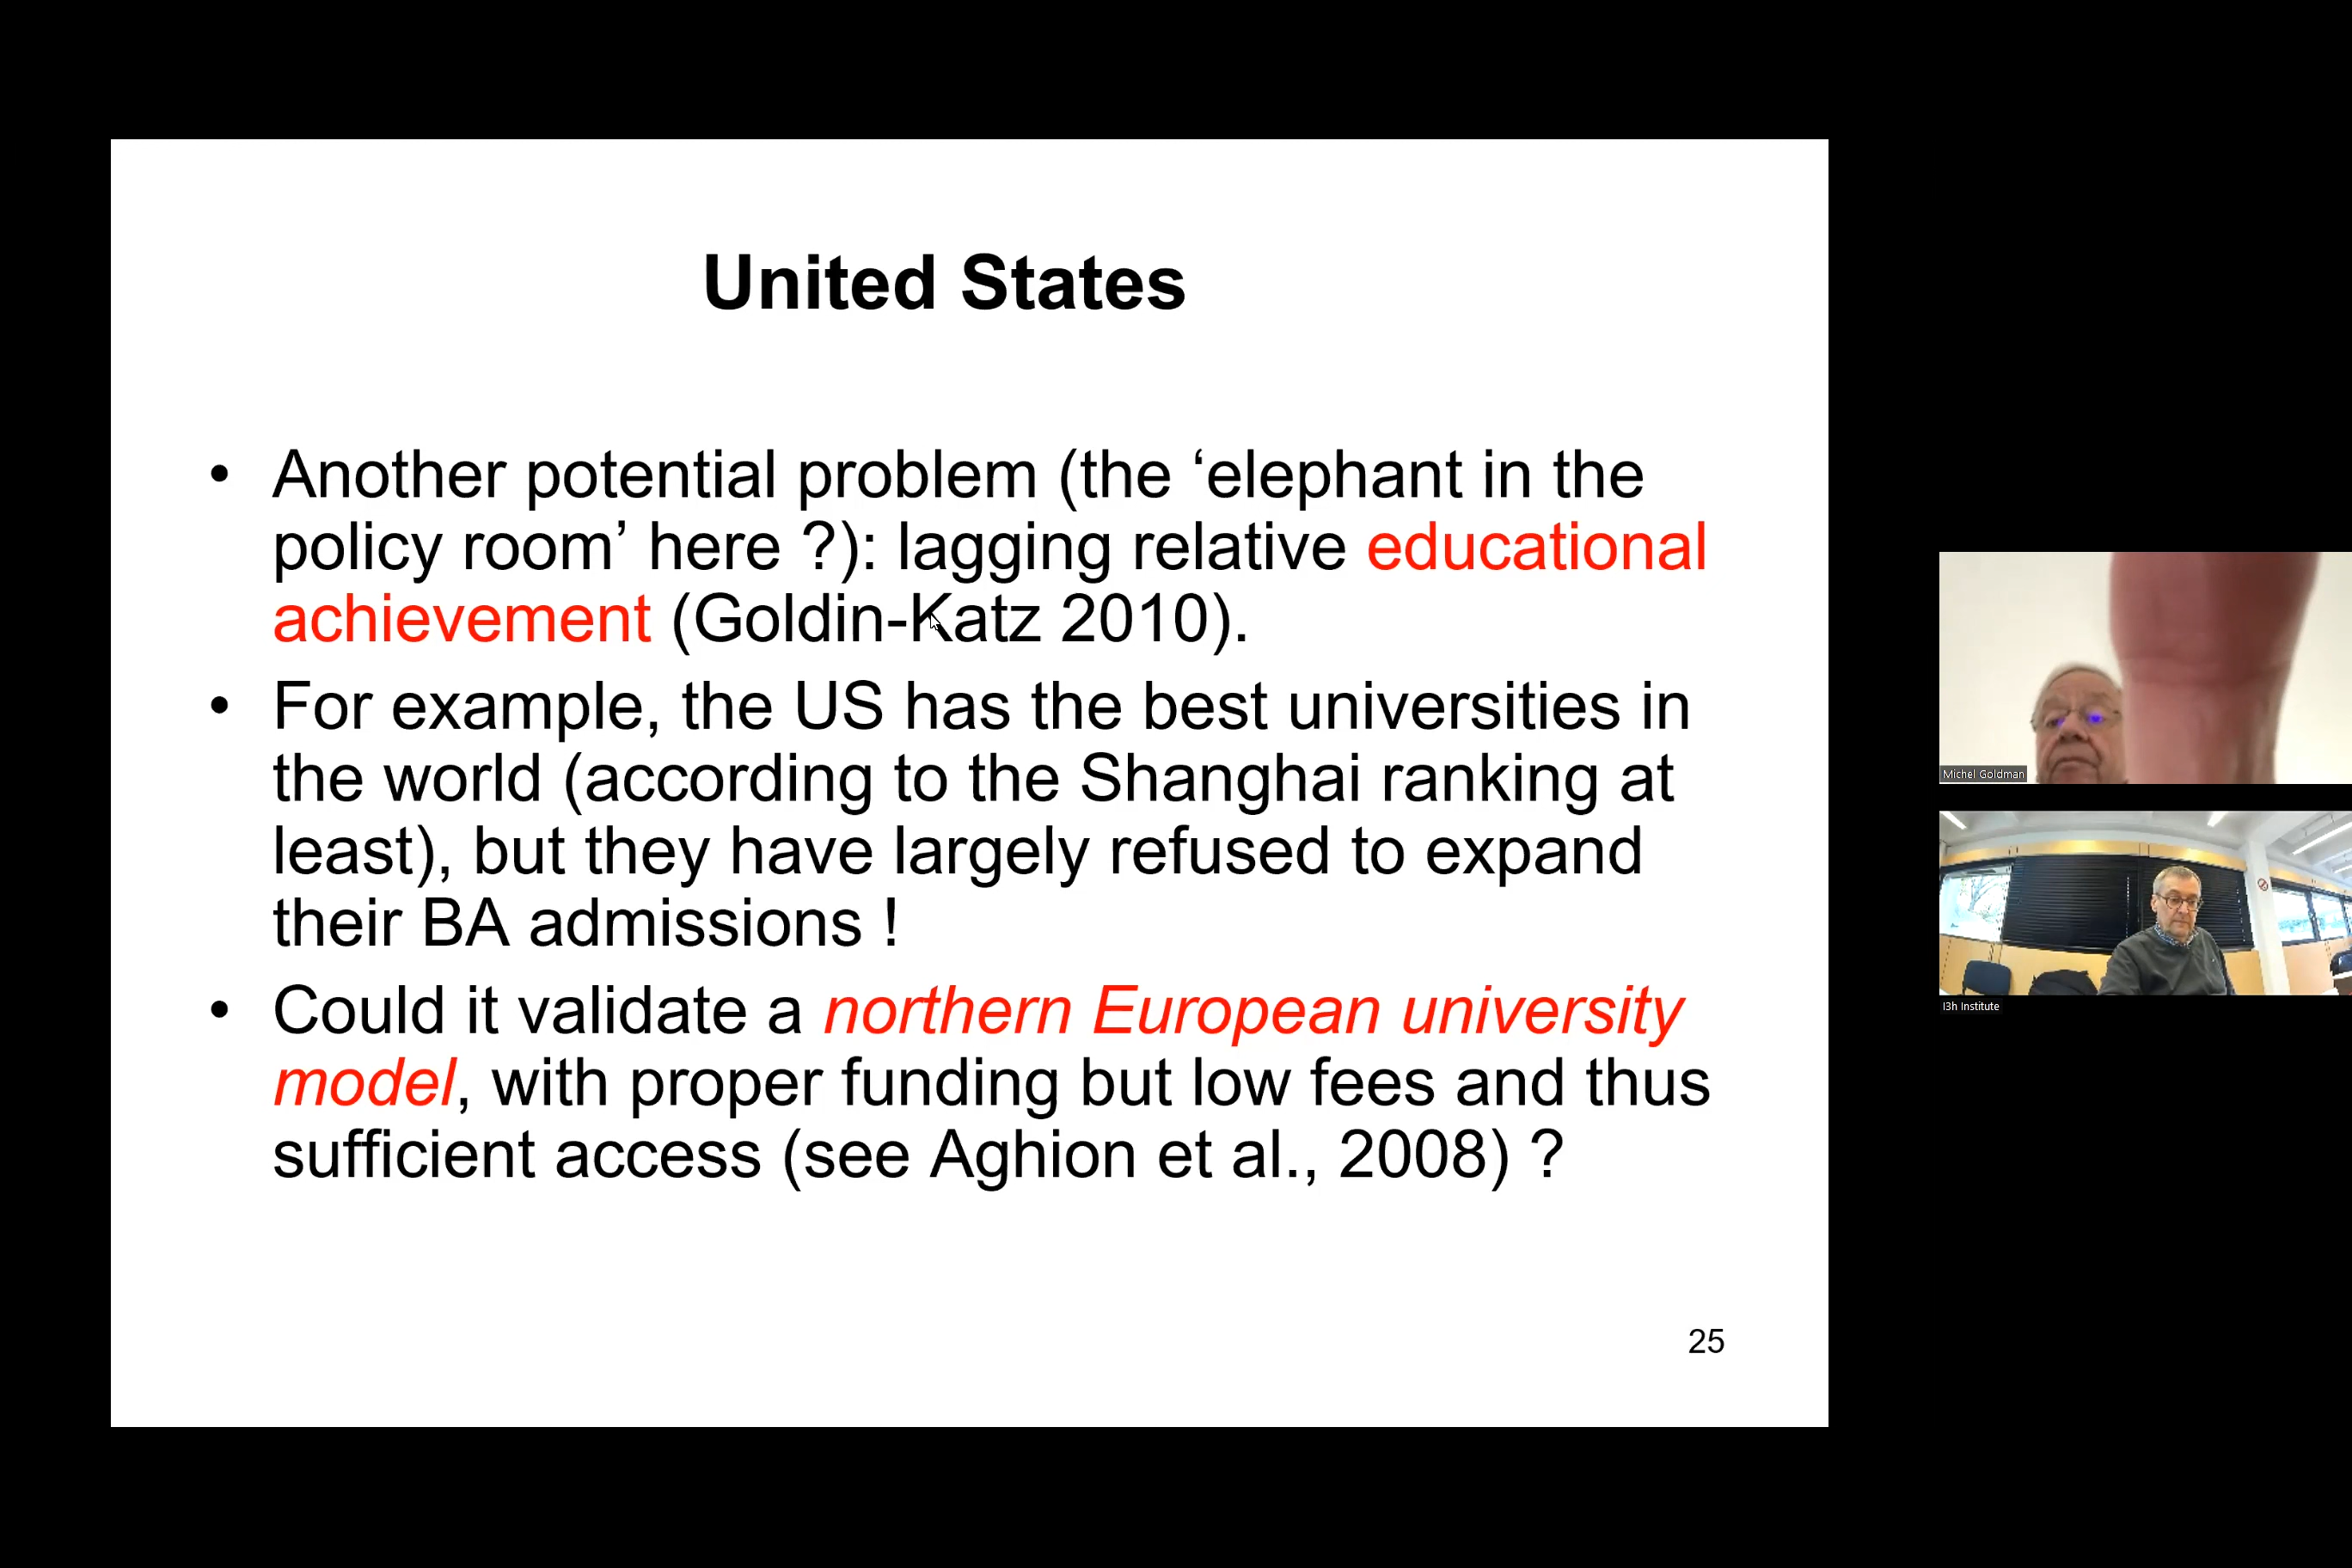 United States
• Another potential problem (the ‘elephant in the
policy room’ here ?): lagging relative educational
achievement (Goldin-Katz 2010).
• For example, the US has the best universities in
the world (according to the Shanghai ranking at
least), but they have largely refused to expand
their BA admissions !
• Could it validate a northern European university
model, with proper funding but low fees and thus
sufficient access (see Aghion et al., 2008) ?
25
Michel Goldman
I3h Institute